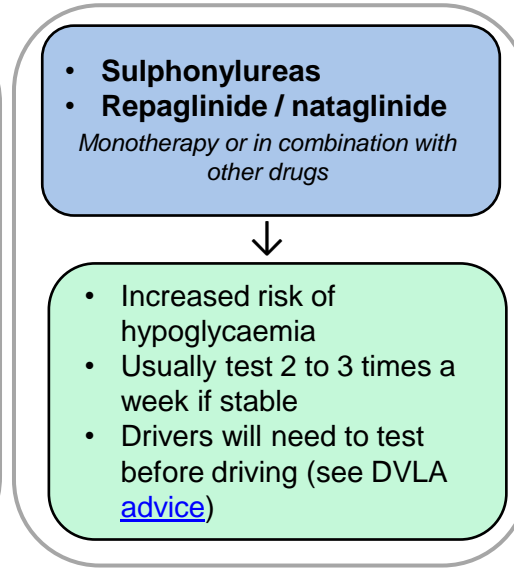 • Sulphonylureas
• Repaglinide / nataglinide
Monotherapy or in combination with
other drugs
• Increased risk of
hypoglycaemia
• Usually test 2 to 3 times a
week if stable
• Drivers will need to test
before driving (see DVLA
advice)